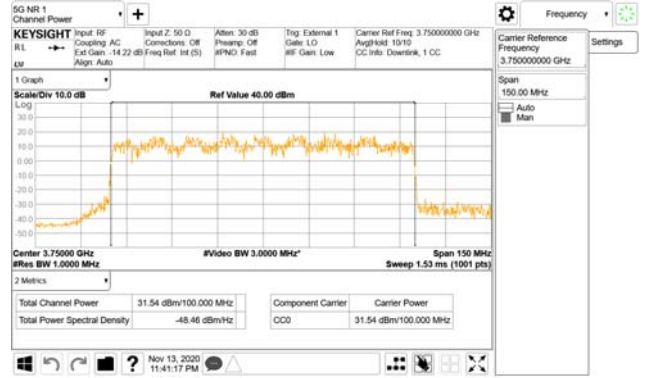 5G NR 1
Channel Power
Frequency
KEYSIGHT
RL
Input: RF
Coupling: AC
Ext Gain: -14.22 dB
Align: Auto
Input Z: 50 Ω
Corrections: Off
Freq Ref: Int (S)
Atten: 30 dB
Preamp: Off
#PNO: Fast
Trig: External 1
Gate: LO
#IF Gain: Low
Carrier Ref Freq: 3.750000000 GHz
Avg|Hold: 10/10
CC Info: Downlink, 1 CC
Carrier Reference
Frequency
3.750000000 GHz
Settings
Span
150.00 MHz
Auto
Man
1 Graph
Scale/Div 10.0 dB
Ref Value 40.00 dBm
Log
30.0
20.0
10.0
0.00
-10.0
-20.0
-30.0
-40.0
-50.0
Center 3.75000 GHz
#Video BW 3.0000 MHz*
Span 150 MHz
#Res BW 1.0000 MHz
Sweep 1.53 ms (1001 pts)
2 Metrics
Total Channel Power
31.54 dBm/100.000 MHz
Total Power Spectral Density
-48.46 dBm/Hz
Component Carrier
Carrier Power
CC0
31.54 dBm/100.000 MHz
?
Nov 13, 2020
11:41:17 PM